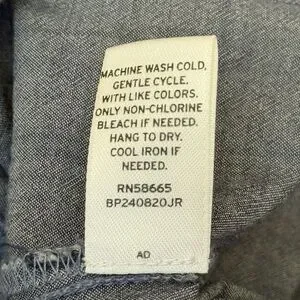 MACHINE WASH COLD,
GENTLE CYCLE.
WITH LIKE COLORS.
ONLY NON-CHLORINE
BLEACH IF NEEDED.
HANG TO DRY.
COOL IRON IF
NEEDED.
RN58665
BP240820JR
AD